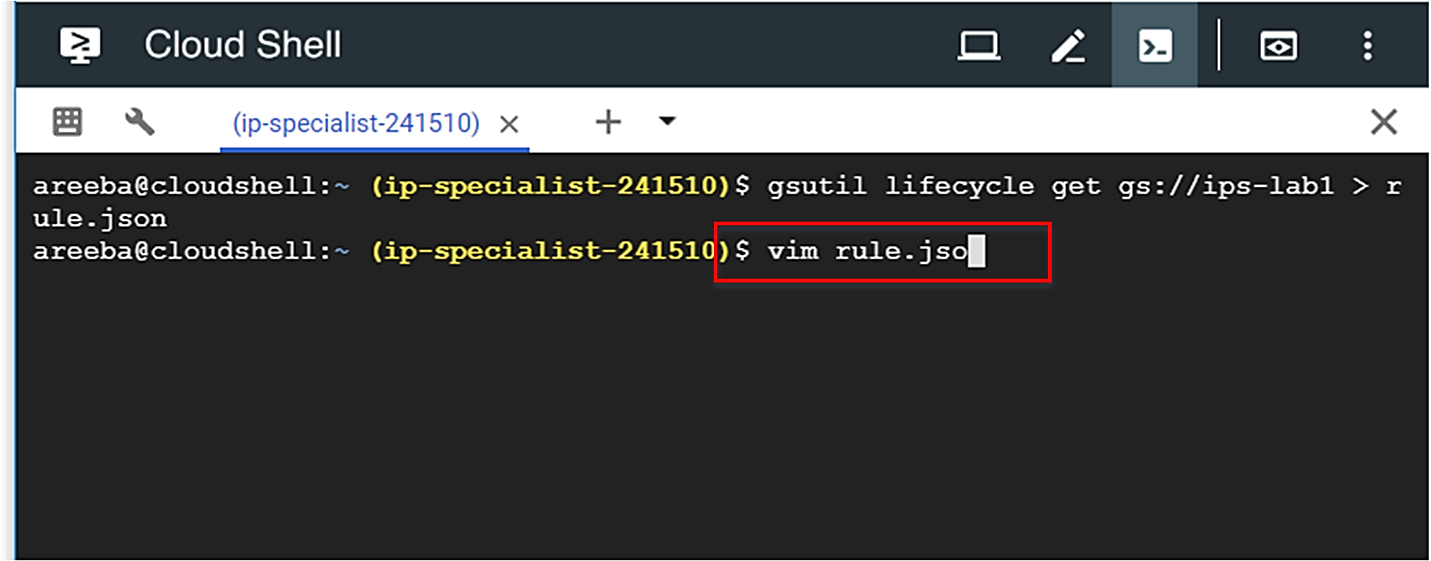 Cloud Shell
(ip-specialist-241510)
areeba@cloudshell:~ (ip-specialist-241510)$ gsutil lifecycle get gs://ips-lab1 > r
ule.json
areeba@cloudshell:~ (ip-specialist-241510)$ vim rule.jso